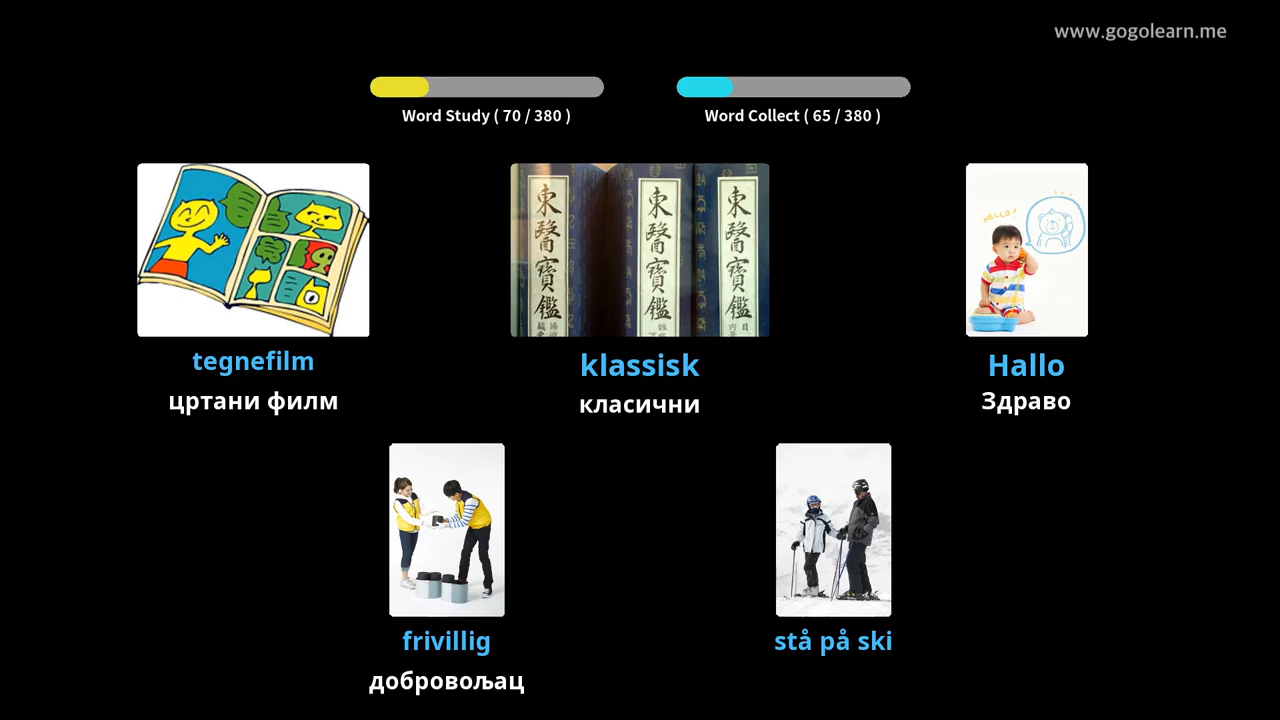 www.gogolearn.me
Word Study ( 70 / 380 )
Word Collect ( 65 / 380 )
東醫寶鑑
東醫寶鑑
東醫寶鑑
HELLO?
tegnefilm
klassisk
Hallo
цртани филм
класични
Здраво
frivillig
stå på ski
добровољац